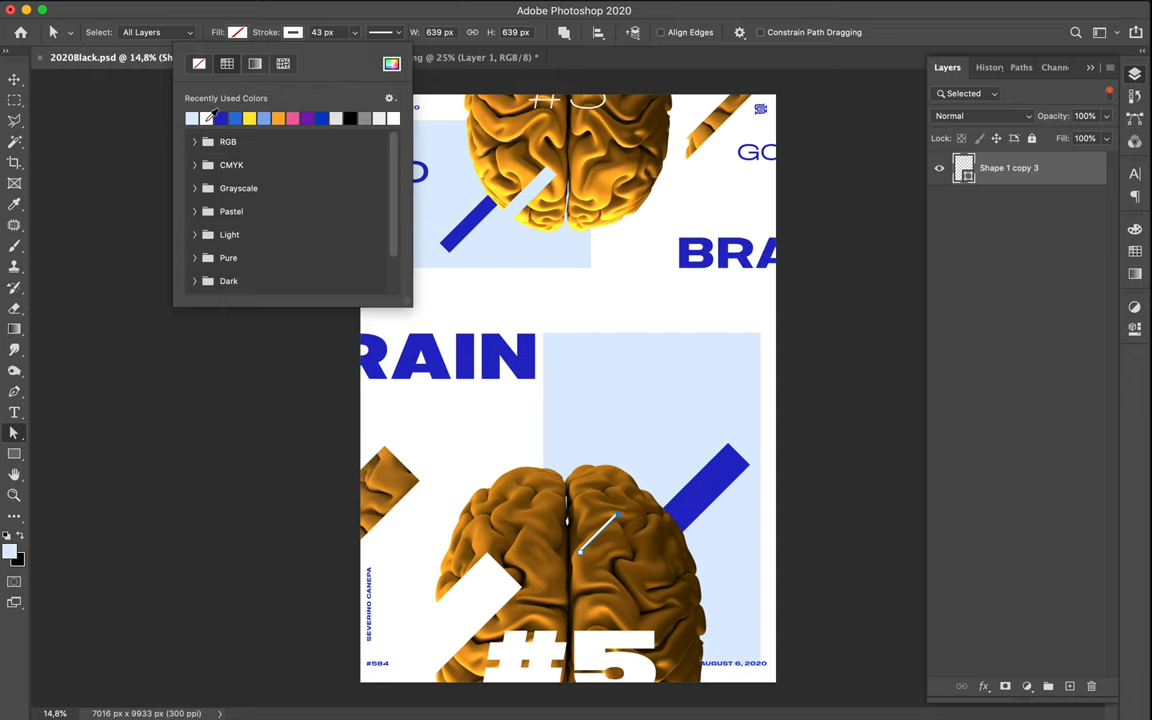 Adobe Photoshop 2020
Select: All Layers Fill: Stroke: 43 px W: 639 px H: 639 px Align Edges Constrain Path Dragging
× 2020Black.psd @ 14,8% (Sh
ng @ 25% (Layer 1, RGB/8) *
Recently Used Colors
RGB
CMYK
Grayscale
Pastel
Light
Pure
Dark
Layers Histor Paths Chann
Selected
Normal Opacity: 100%
Lock: Fill: 100%
Shape 1 copy 3
#5
GO
D
BRA
RAIN
SEVERINO CANEPA
#5
#584
AUGUST 6, 2020
14,8% 7016 px x 9933 px (300 ppi)